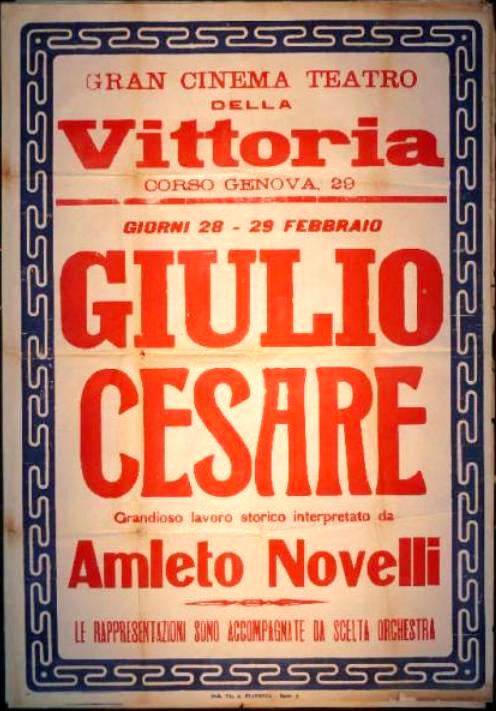 GRAN CINEMA TEATRO
DELLA
Vittoria
CORSO GENOVA, 29
GIORNI 28 - 29 FEBBRAIO
GIULIO
CESARE
Grandioso lavoro storico interpretato da
Amleto Novelli
LE RAPPRESENTAZIONI SONO ACCOMPAGNATE DA SCELTA ORCHESTRA